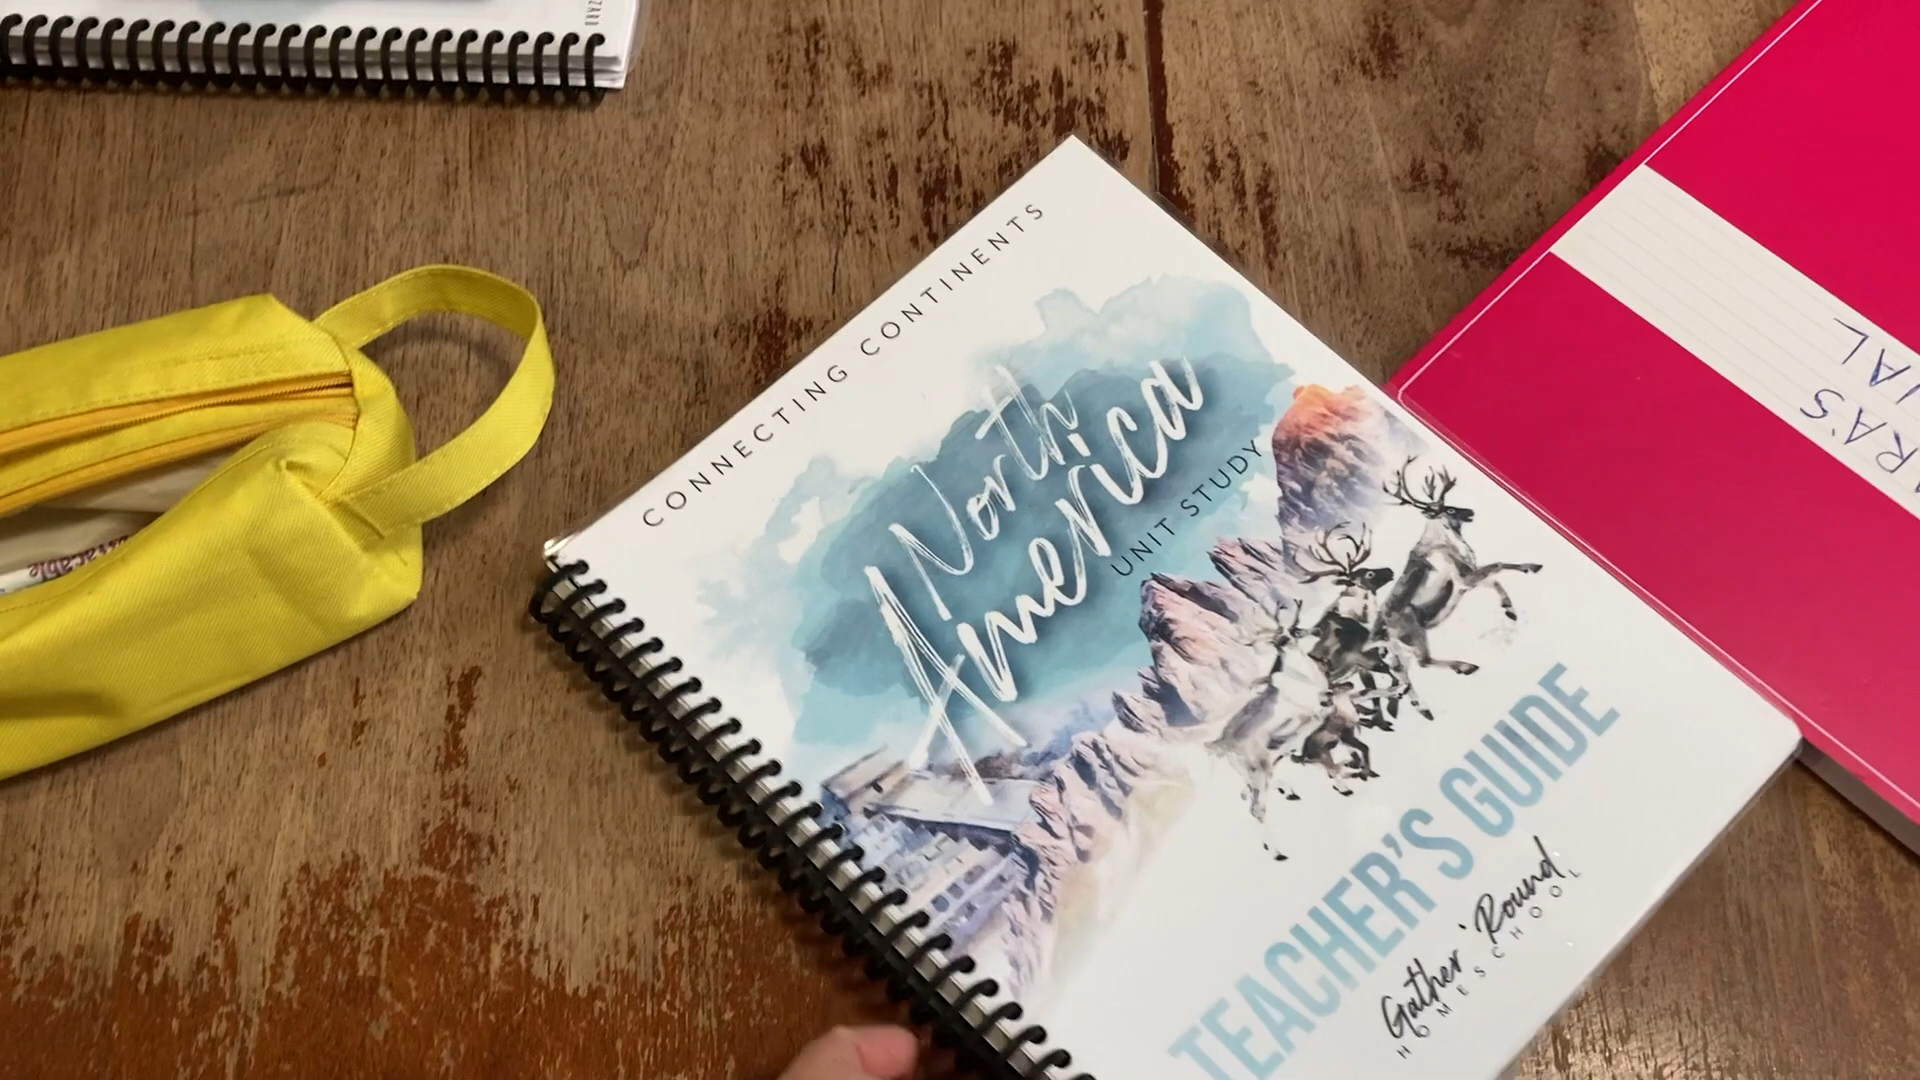 CONNECTING CONTINENTS
North
America
UNIT STUDY
TEACHER'S GUIDE
Gather 'Round
HOMESCHOOL